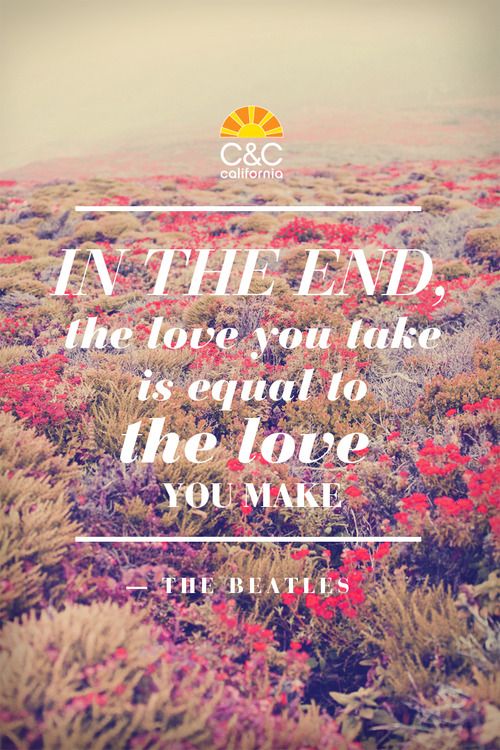 C&C
california
IN THE END,
the love you take
is equal to
the love
YOU MAKE
— THE BEATLES